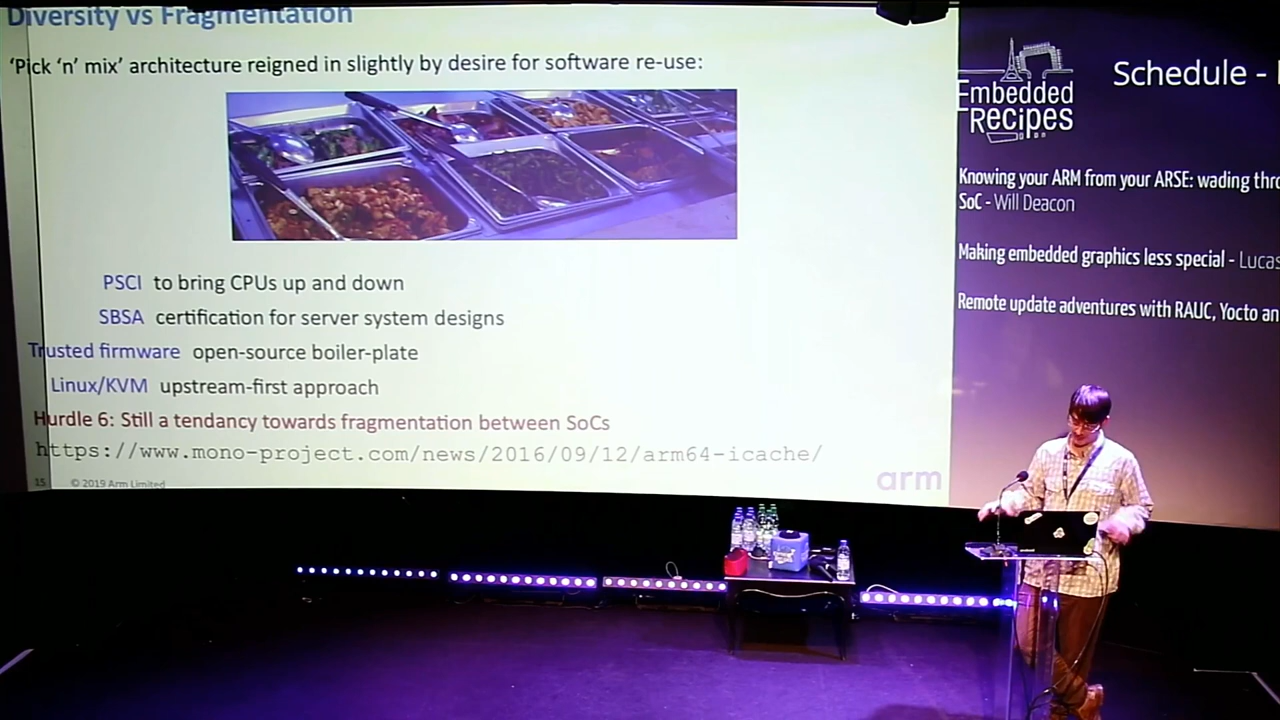 Diversity vs Fragmentation
'Pick 'n' mix' architecture reigned in slightly by desire for software re-use:
PSCI to bring CPUs up and down
SBSA certification for server system designs
Trusted firmware open-source boiler-plate
Linux/KVM upstream-first approach
Hurdle 6: Still a tendancy towards fragmentation between SoCs
https://www.mono-project.com/news/2016/09/12/arm64-icache/
15 © 2019 Arm Limited
arm
Embedded
Recipes
Schedule -
Knowing your ARM from your ARSE: wading thr
SoC - Will Deacon
Making embedded graphics less special - Lucas
Remote update adventures with RAUC, Yocto an